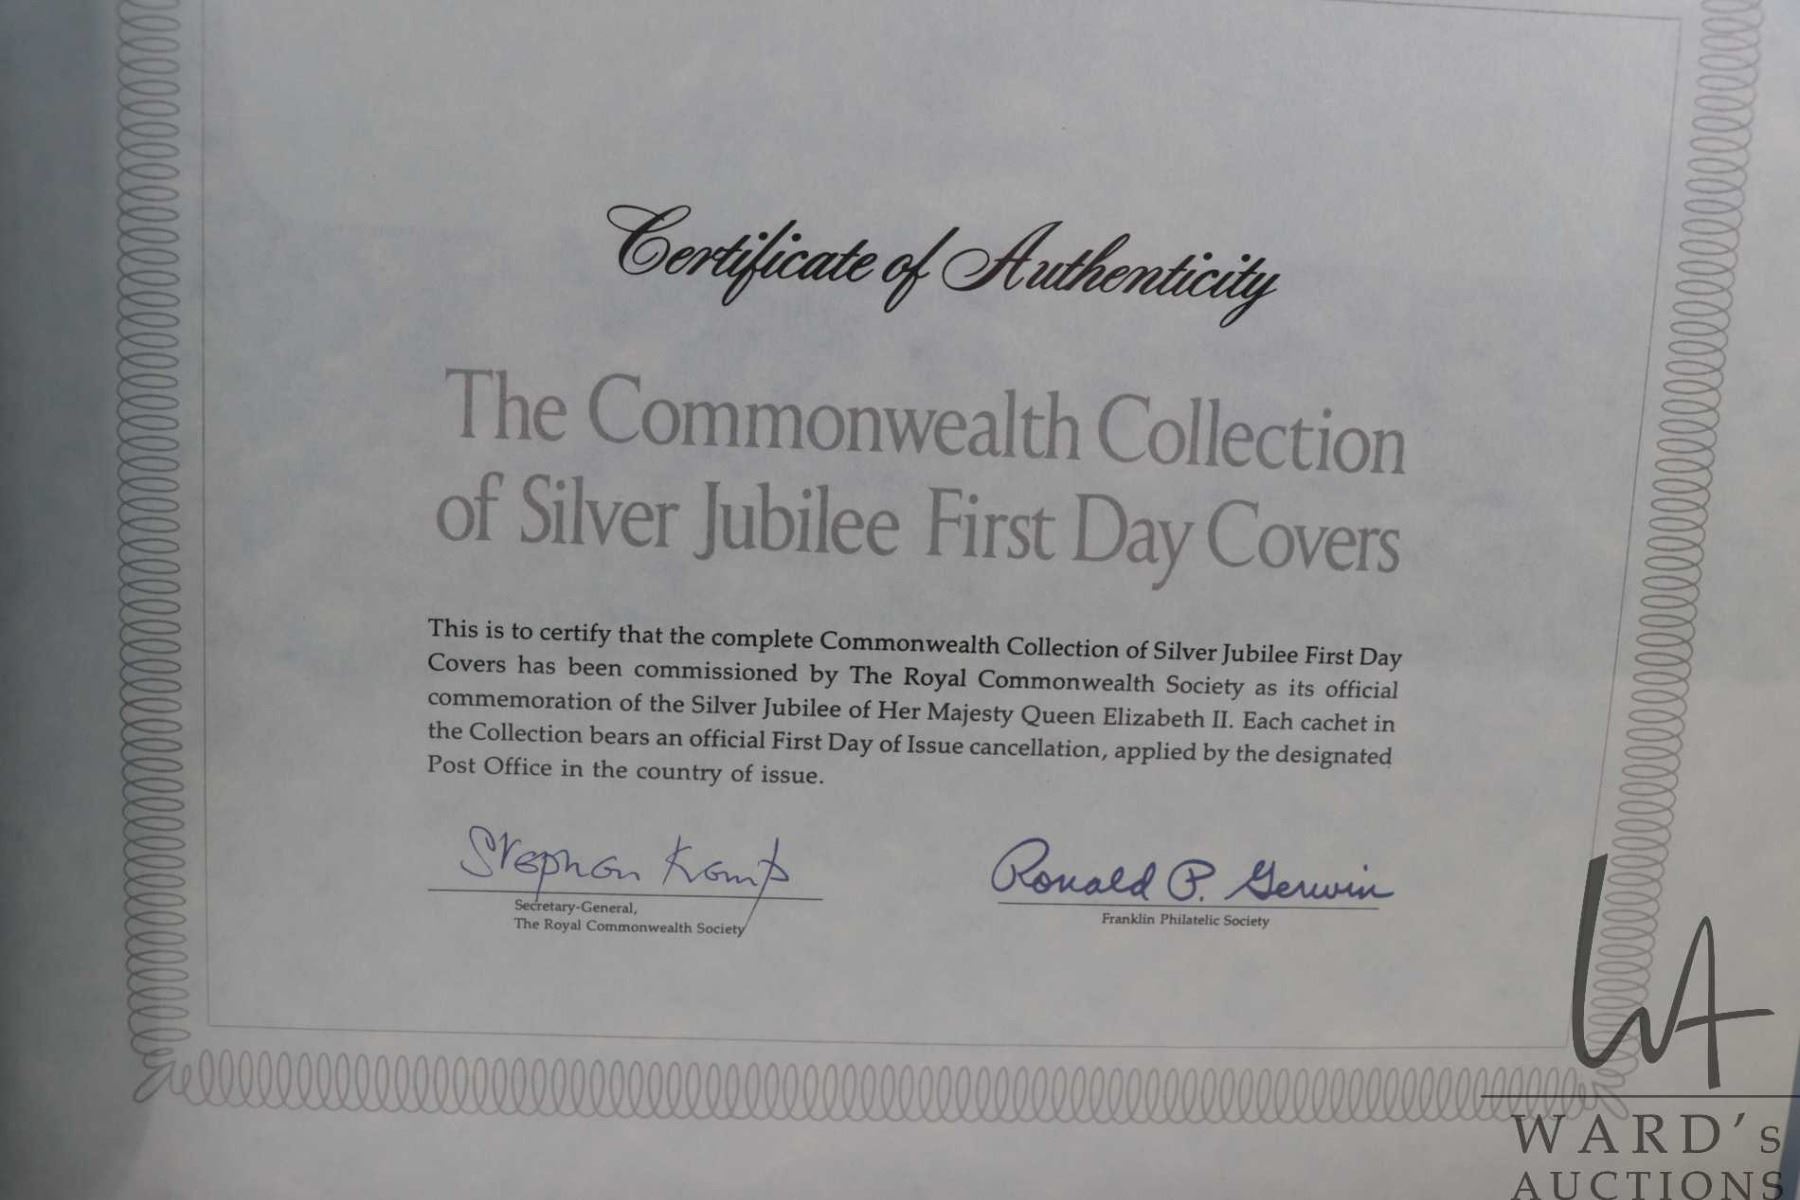 Certificate of Authenticity
The Commonwealth Collection
of Silver Jubilee First Day Covers
This is to certify that the complete Commonwealth Collection of Silver Jubilee First Day
Covers has been commissioned by The Royal Commonwealth Society as its official
commemoration of the Silver Jubilee of Her Majesty Queen Elizabeth II. Each cachet in
the Collection bears an official First Day of Issue cancellation, applied by the designated
Post Office in the country of issue.
Stephen Kemp
Secretary-General,
The Royal Commonwealth Society
Ronald P. Gerwin
Franklin Philatelic Society
WA
WARD's
AUCTIONS